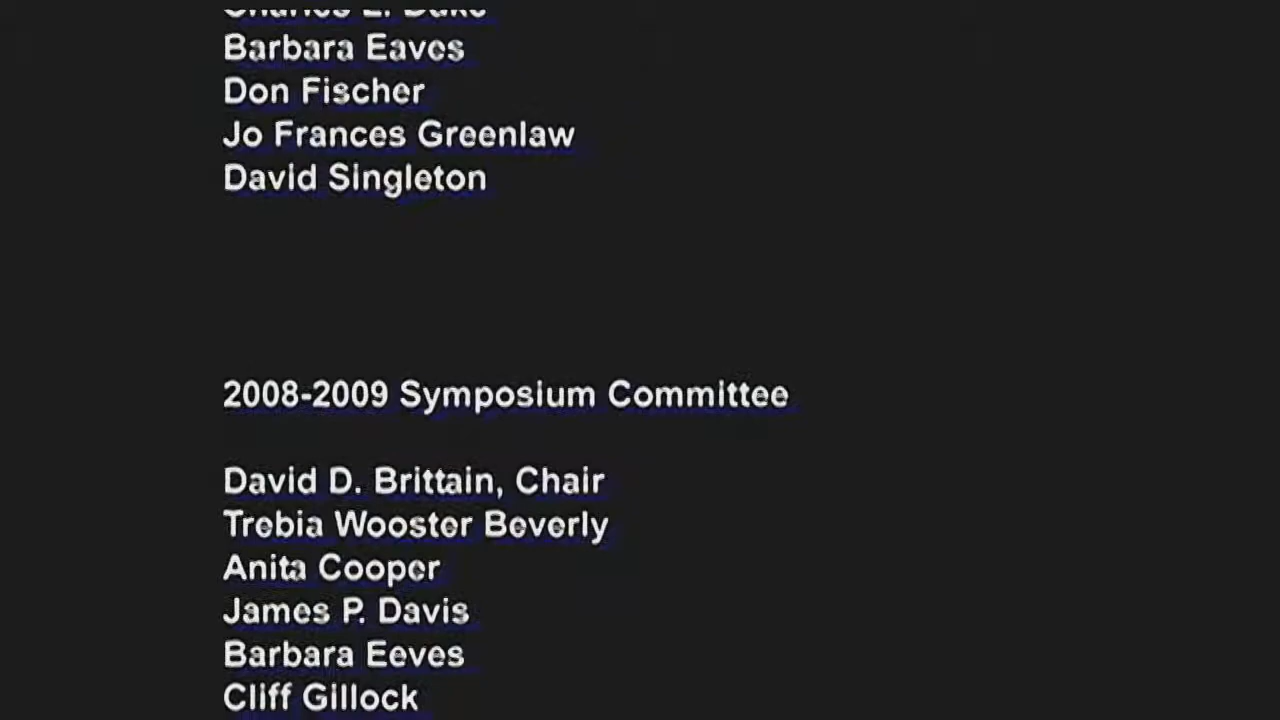 Barbara Eaves
Don Fischer
Jo Frances Greenlaw
David Singleton
2008-2009 Symposium Committee
David D. Brittain, Chair
Trebia Wooster Beverly
Anita Cooper
James P. Davis
Barbara Eeves
Cliff Gillock